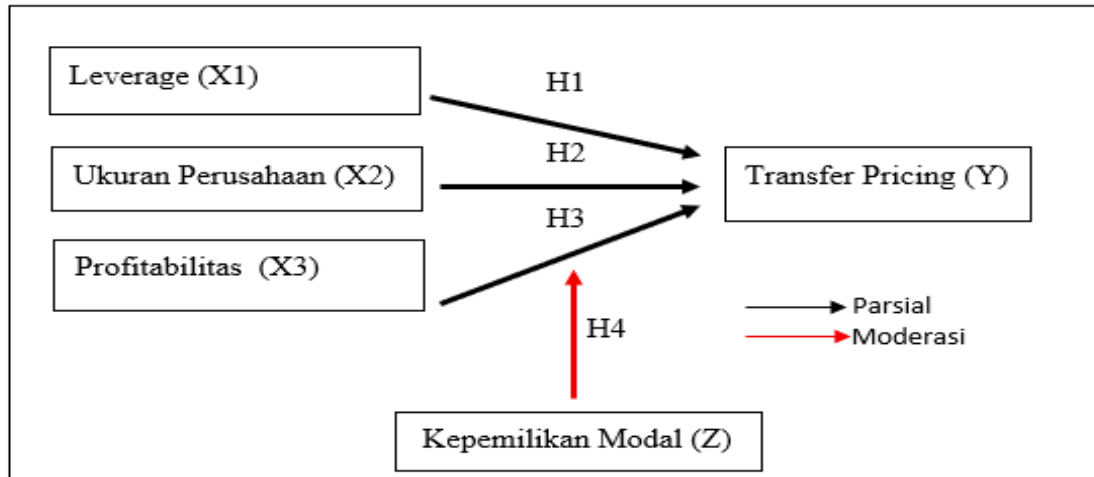 Leverage (X1)
H1
H2
Ukuran Perusahaan (X2)
Transfer Pricing (Y)
H3
Profitabilitas (X3)
Parsial
H4
Moderasi
Kepemilikan Modal (Z)